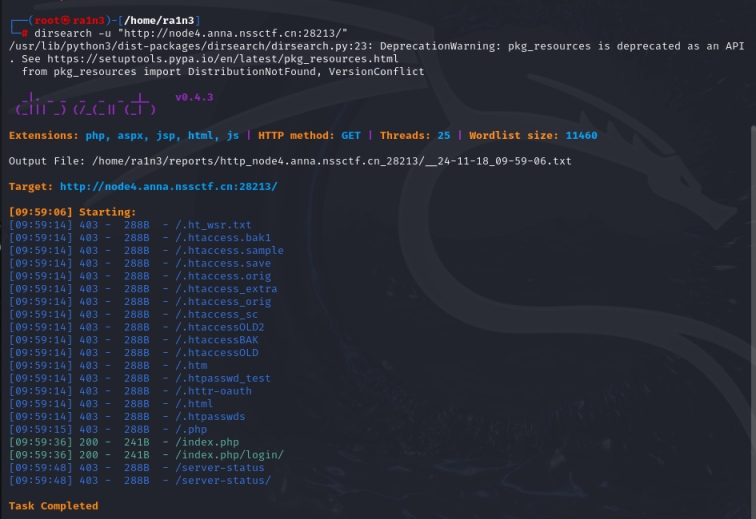 ┌──(root㉿ra1n3)-[/home/ra1n3]
└─# dirsearch -u "http://node4.anna.nssctf.cn:28213/"
/usr/lib/python3/dist-packages/dirsearch/dirsearch.py:23: DeprecationWarning: pkg_resources is deprecated as an API
. See https://setuptools.pypa.io/en/latest/pkg_resources.html
  from pkg_resources import DistributionNotFound, VersionConflict
  _|. _ _  _  _  _ _|_    v0.4.3
 (_||| _) (/_(_|| (_| )
Extensions: php, aspx, jsp, html, js | HTTP method: GET | Threads: 25 | Wordlist size: 11460
Output File: /home/ra1n3/reports/http_node4.anna.nssctf.cn_28213/__24-11-18_09-59-06.txt
Target: http://node4.anna.nssctf.cn:28213/
[09:59:06] Starting:
[09:59:14] 403 -  288B  - /.ht_wsr.txt
[09:59:14] 403 -  288B  - /.htaccess.bak1
[09:59:14] 403 -  288B  - /.htaccess.sample
[09:59:14] 403 -  288B  - /.htaccess.save
[09:59:14] 403 -  288B  - /.htaccess.orig
[09:59:14] 403 -  288B  - /.htaccess_extra
[09:59:14] 403 -  288B  - /.htaccess_orig
[09:59:14] 403 -  288B  - /.htaccess_sc
[09:59:14] 403 -  288B  - /.htaccessOLD2
[09:59:14] 403 -  288B  - /.htaccessBAK
[09:59:14] 403 -  288B  - /.htaccessOLD
[09:59:14] 403 -  288B  - /.htm
[09:59:14] 403 -  288B  - /.htpasswd_test
[09:59:14] 403 -  288B  - /.httr-oauth
[09:59:14] 403 -  288B  - /.html
[09:59:14] 403 -  288B  - /.htpasswds
[09:59:15] 403 -  288B  - /.php
[09:59:36] 200 -  241B  - /index.php
[09:59:36] 200 -  241B  - /index.php/login/
[09:59:48] 403 -  288B  - /server-status
[09:59:48] 403 -  288B  - /server-status/
Task Completed